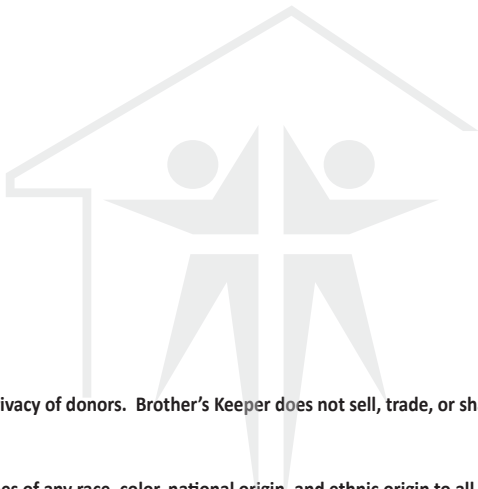 ivacy of donors.  Brother’s Keeper does not sell, trade, or sh
es of any race, color, national origin, and ethnic origin to all